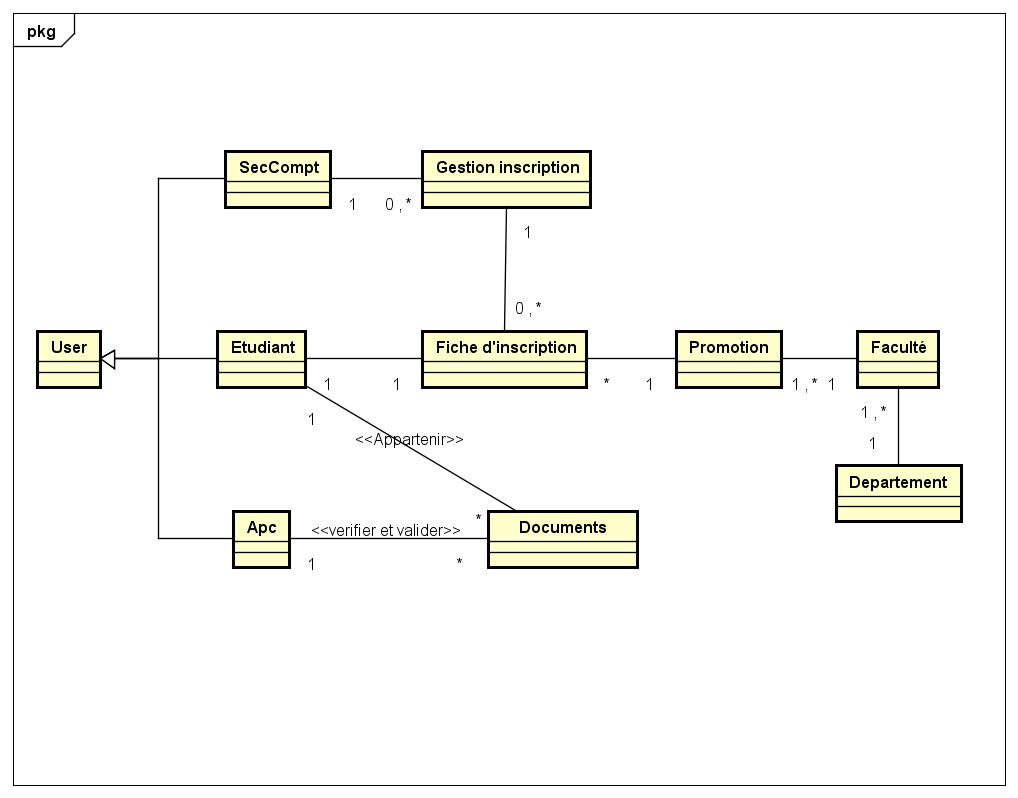 pkg
SecCompt
Gestion inscription
1
0 , *
1
0 , *
User
Etudiant
Fiche d'inscription
Promotion
Faculté
1
1
*
1
1 , *
1
1 , *
1
1
<<Appartenir>>
Departement
Apc
<<verifier et valider>>
*
Documents
1
*